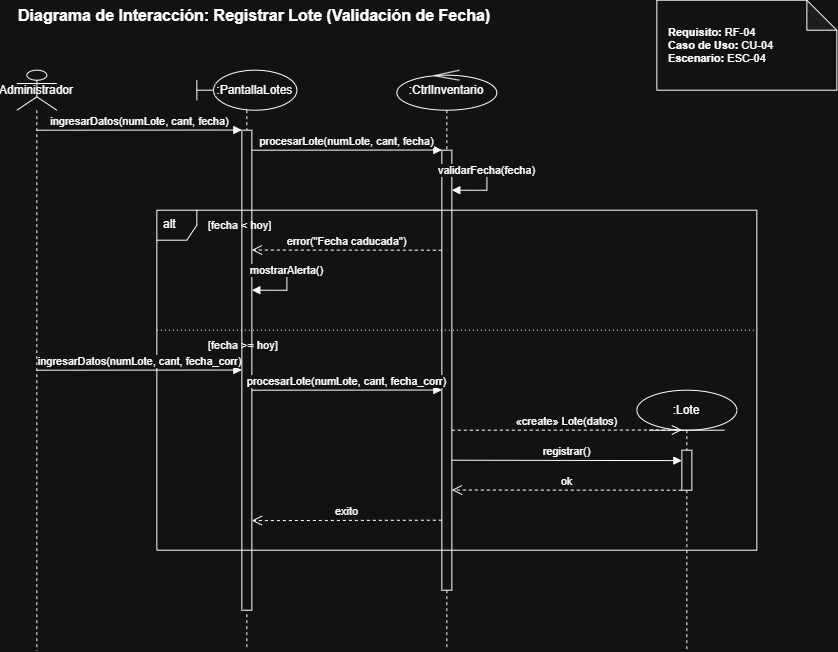 Diagrama de Interacción: Registrar Lote (Validación de Fecha)
Requisito: RF-04
Caso de Uso: CU-04
Escenario: ESC-04
Administrador
:PantallaLotes
:CtrlInventario
ingresarDatos(numLote, cant, fecha)
procesarLote(numLote, cant, fecha)
validarFecha(fecha)
alt
[fecha < hoy]
error("Fecha caducada")
mostrarAlerta()
[fecha >= hoy]
ingresarDatos(numLote, cant, fecha_corr)
procesarLote(numLote, cant, fecha_corr)
:Lote
«create» Lote(datos)
registrar()
ok
exito